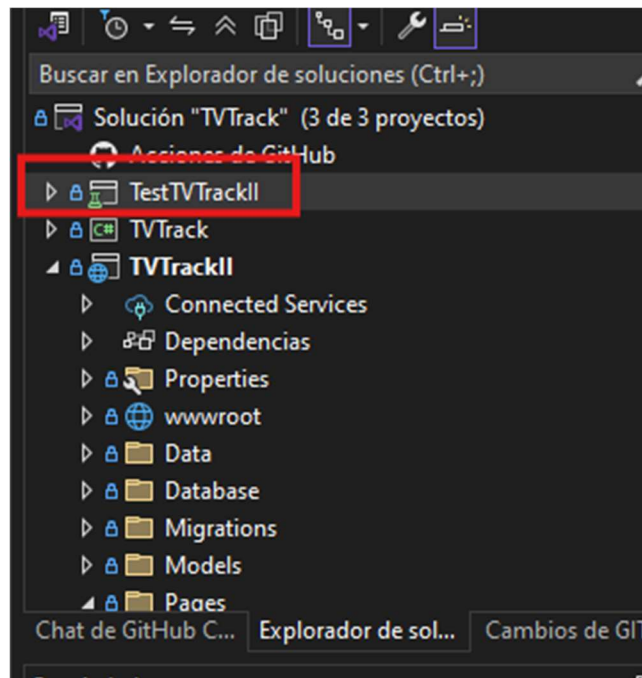 Buscar en Explorador de soluciones (Ctrl+;)
Solución "TVTrack" (3 de 3 proyectos)
Acciones de GitHub
TestTVTrackII
C# TVTrack
TVTrackII
Connected Services
Dependencias
Properties
wwwroot
Data
Database
Migrations
Models
Pages
Chat de GitHub C... Explorador de sol... Cambios de GIT